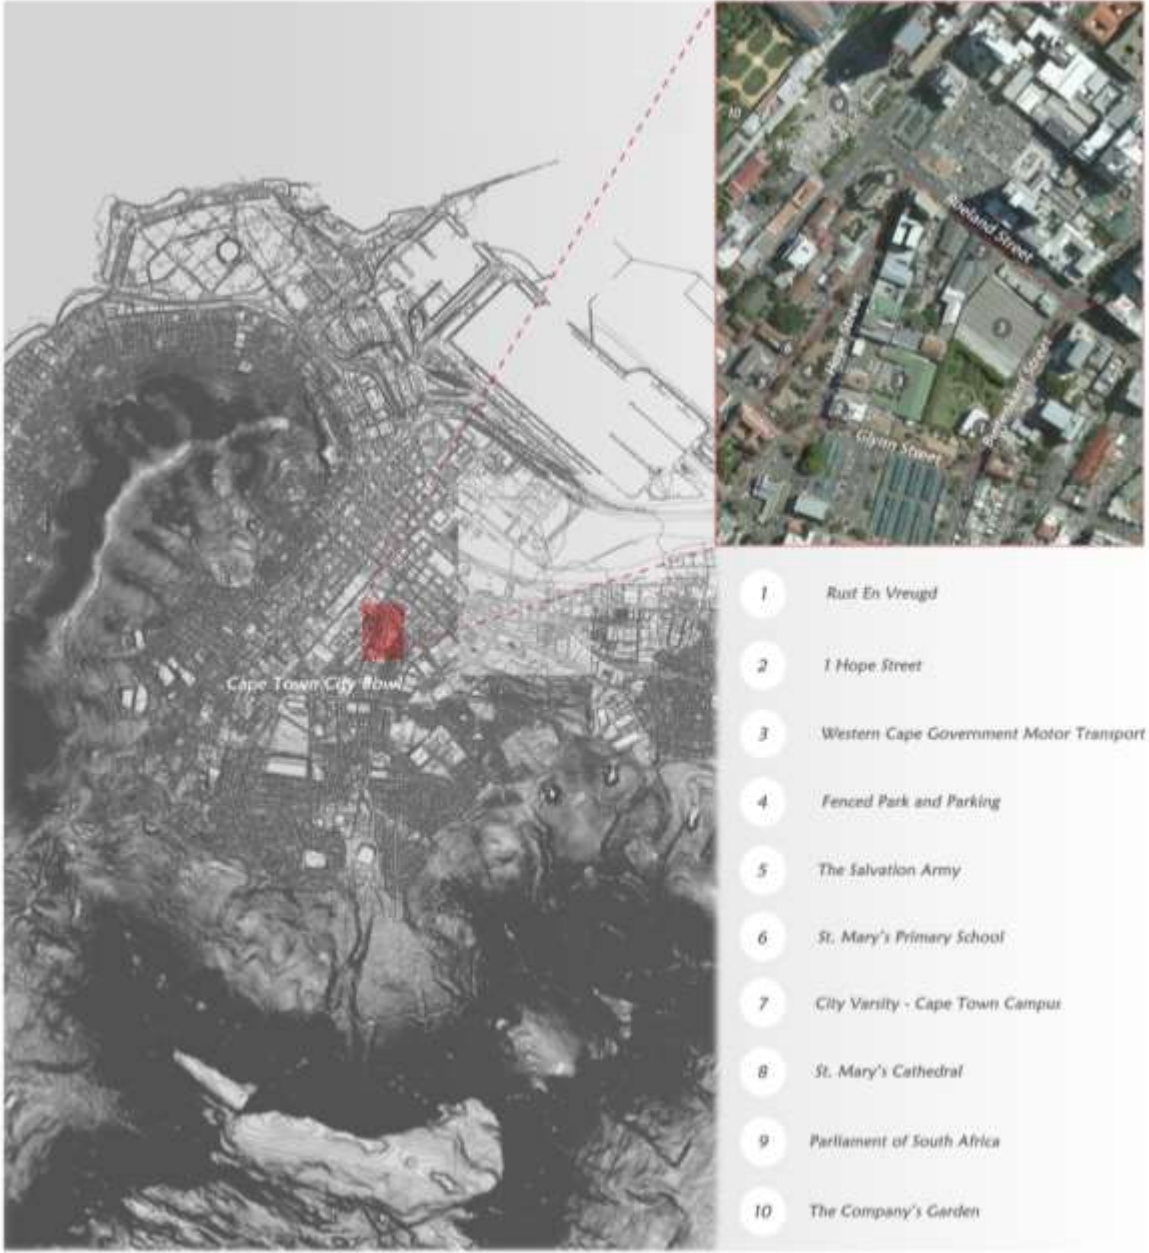 10
Roeland Street
Hope Street
3
Glynn Street
Cape Town City Bowl
1 Rust En Vreugd
2 1 Hope Street
3 Western Cape Government Motor Transport
4 Fenced Park and Parking
5 The Salvation Army
6 St. Mary's Primary School
7 City Varsity - Cape Town Campus
8 St. Mary's Cathedral
9 Parliament of South Africa
10 The Company's Garden